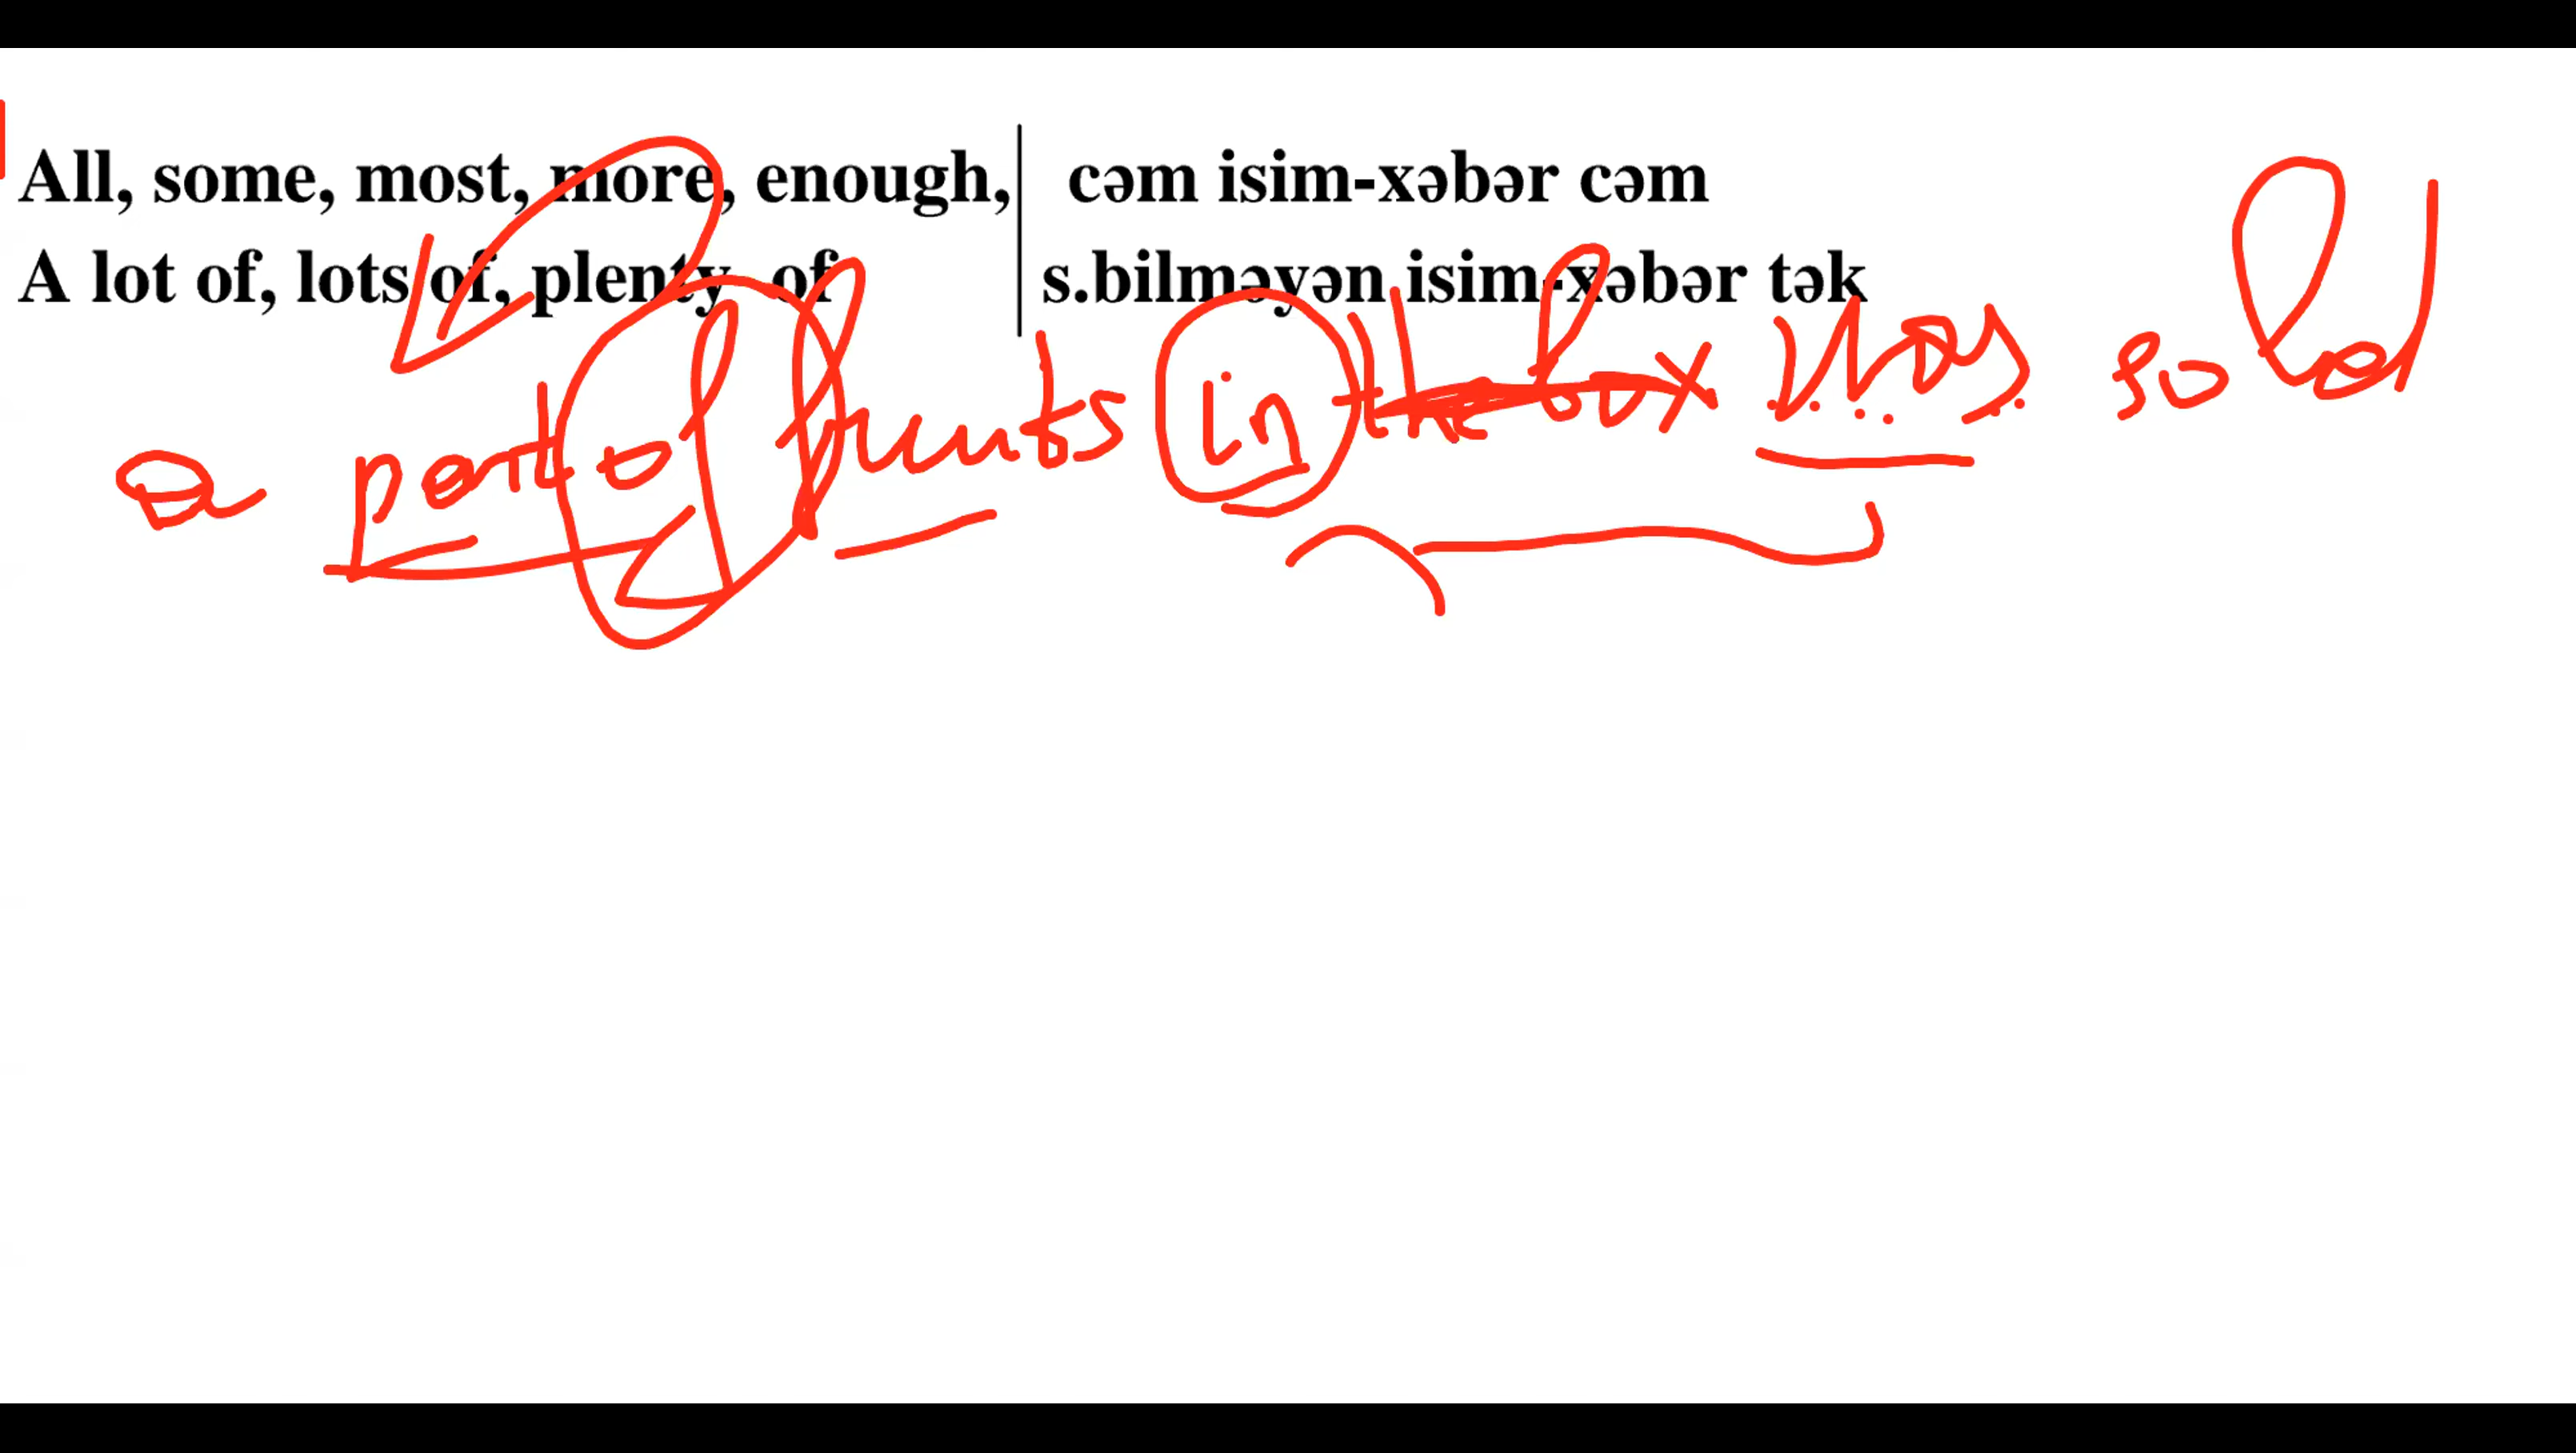 All, some, most, more, enough, cəm isim-xəbər cəm
A lot of, lots of, plenty of s.bilməyən isim-xəbər tək
a part of fruits in the box was sold